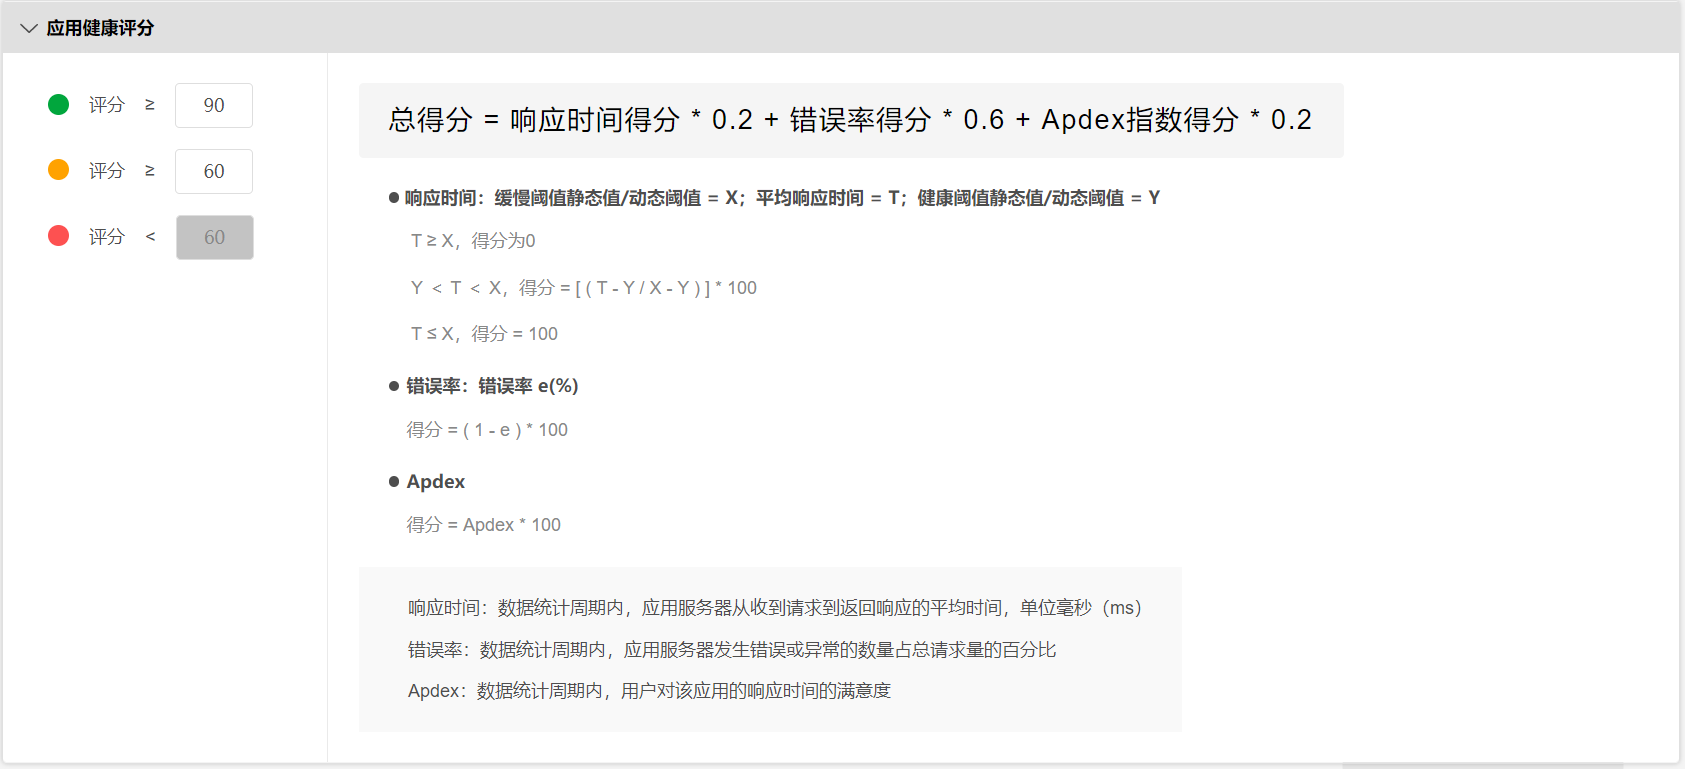 应用健康评分
评分 ≥ 90
评分 ≥ 60
评分 < 60
总得分 = 响应时间得分 * 0.2 + 错误率得分 * 0.6 + Apdex指数得分 * 0.2
● 响应时间：缓慢阈值静态值/动态阈值 = X；平均响应时间 = T；健康阈值静态值/动态阈值 = Y
T ≥ X，得分为0
Y < T < X，得分 = [ ( T - Y / X - Y ) ] * 100
T ≤ X，得分 = 100
● 错误率：错误率 e(%)
得分 = ( 1 - e ) * 100
● Apdex
得分 = Apdex * 100
响应时间：数据统计周期内，应用服务器从收到请求到返回响应的平均时间，单位毫秒（ms）
错误率：数据统计周期内，应用服务器发生错误或异常的数量占总请求量的百分比
Apdex：数据统计周期内，用户对该应用的响应时间的满意度